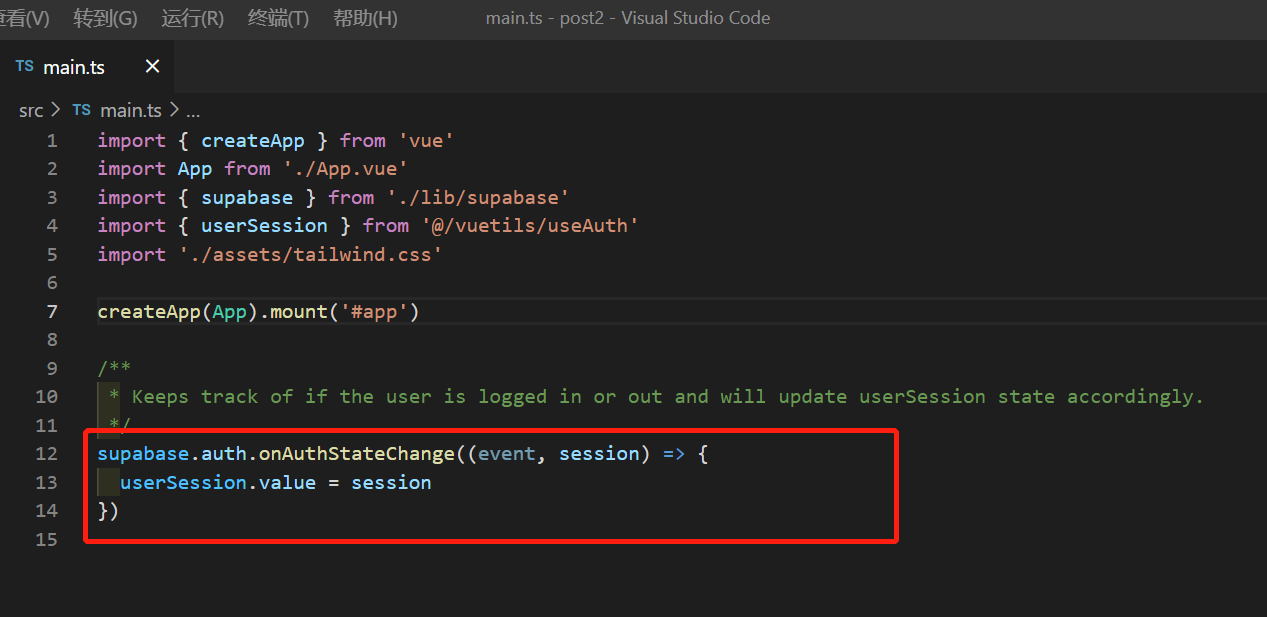 查看(V) 转到(G) 运行(R) 终端(T) 帮助(H) main.ts - post2 - Visual Studio Code
TS main.ts ×
src > TS main.ts > ...
1 import { createApp } from 'vue'
2 import App from './App.vue'
3 import { supabase } from './lib/supabase'
4 import { userSession } from '@/vuetils/useAuth'
5 import './assets/tailwind.css'
6
7 createApp(App).mount('#app')
8
9 /**
10 * Keeps track of if the user is logged in or out and will update userSession state accordingly.
11 */
12 supabase.auth.onAuthStateChange((event, session) => {
13 userSession.value = session
14 })
15